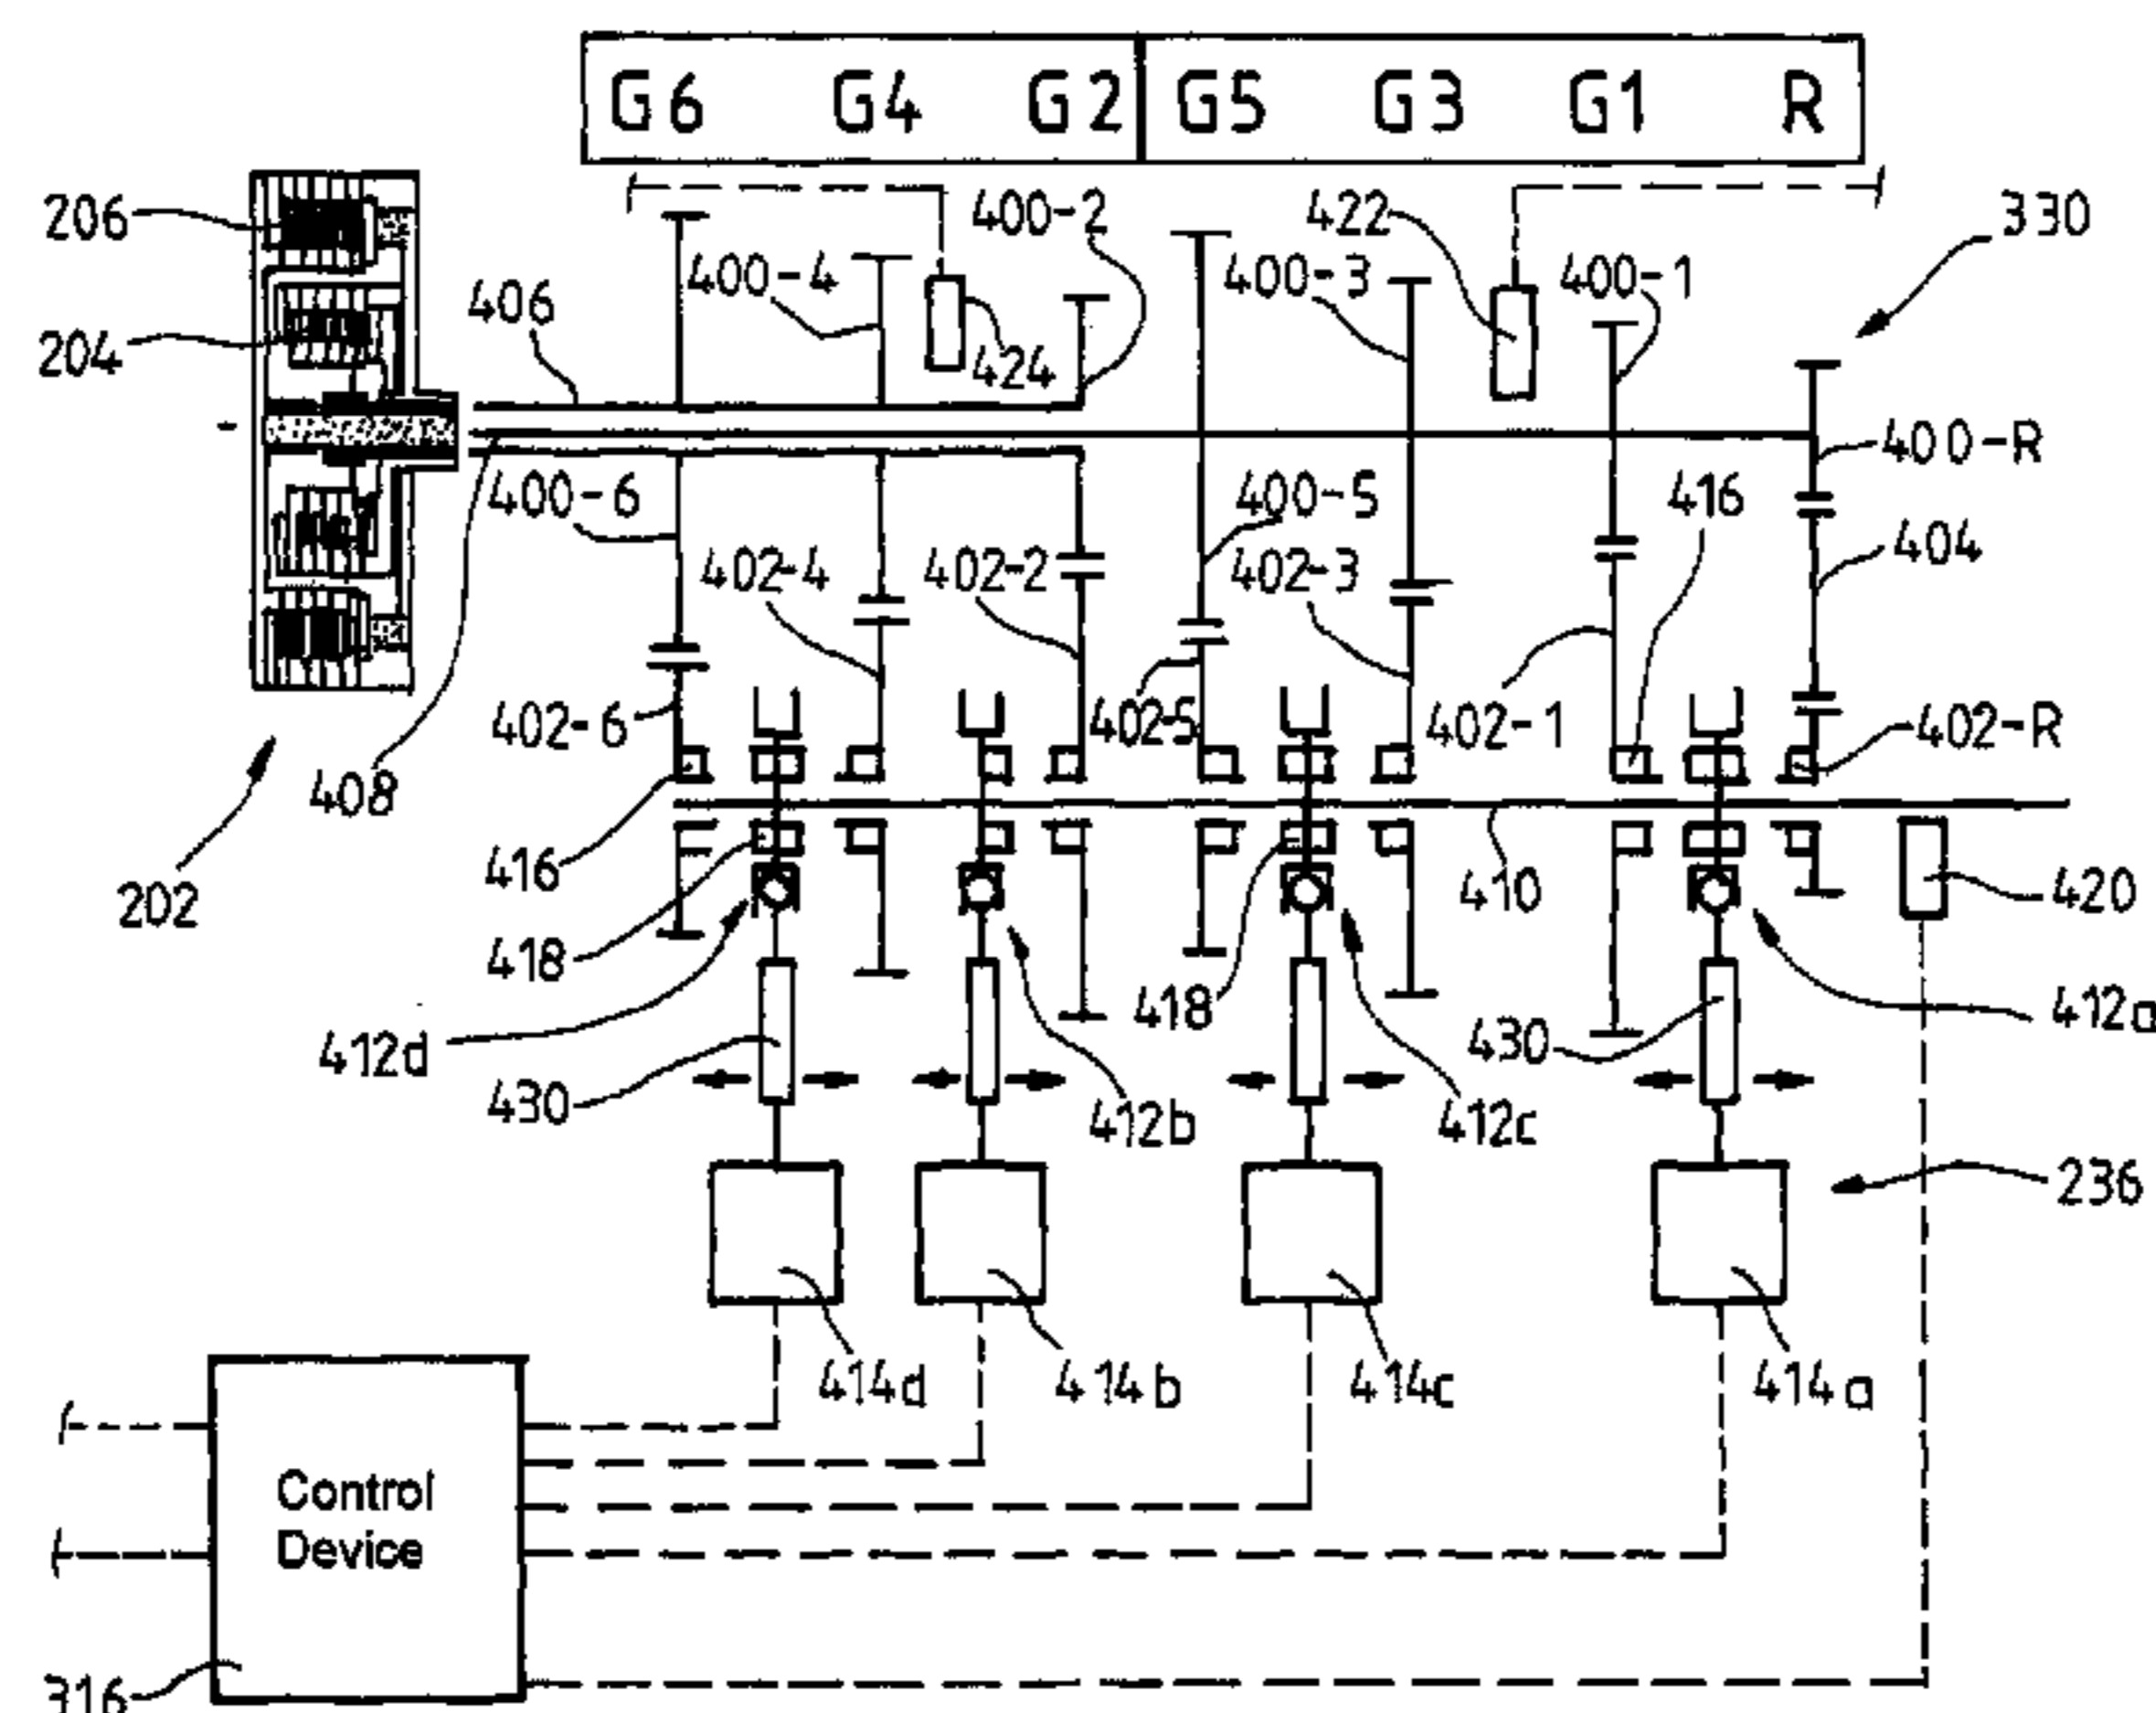 G6 G4 G2 G5 G3 G1 R
206 400-2 422 330
400-4 400-3 400-1
406
204 424
400-R
400-6 400-5 416
402-4 402-2 402-3 404
402-6 402-5 402-1 402-R
408
416
202 410 420
418
418 412a
412d 430
430 412b 412c
236
414d 414b 414c 414a
Control
Device
316